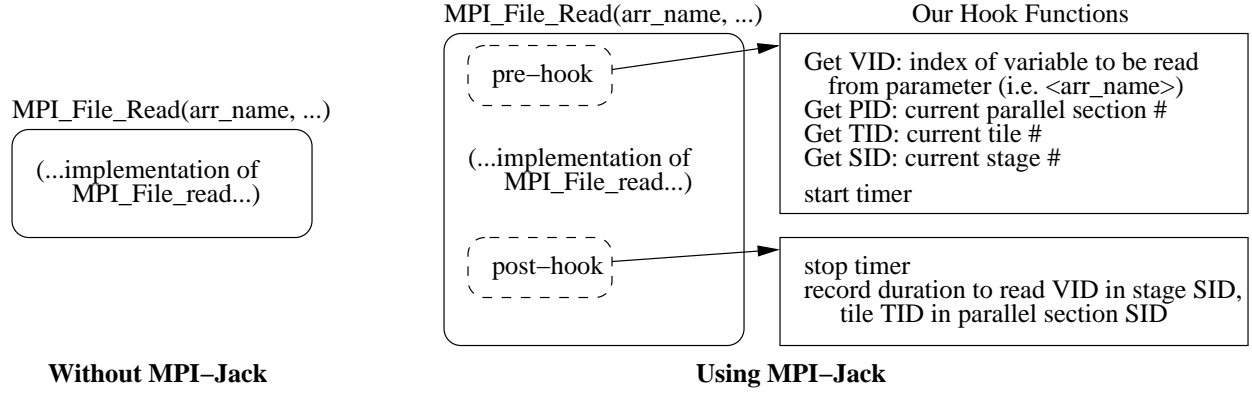 MPI_File_Read(arr_name, ...)
(...implementation of
MPI_File_read...)
Without MPI−Jack
MPI_File_Read(arr_name, ...)
pre−hook
(...implementation of
MPI_File_read...)
post−hook
Our Hook Functions
Get VID: index of variable to be read
from parameter (i.e. <arr_name>)
Get PID: current parallel section #
Get TID: current tile #
Get SID: current stage #
start timer
stop timer
record duration to read VID in stage SID,
tile TID in parallel section SID
Using MPI−Jack